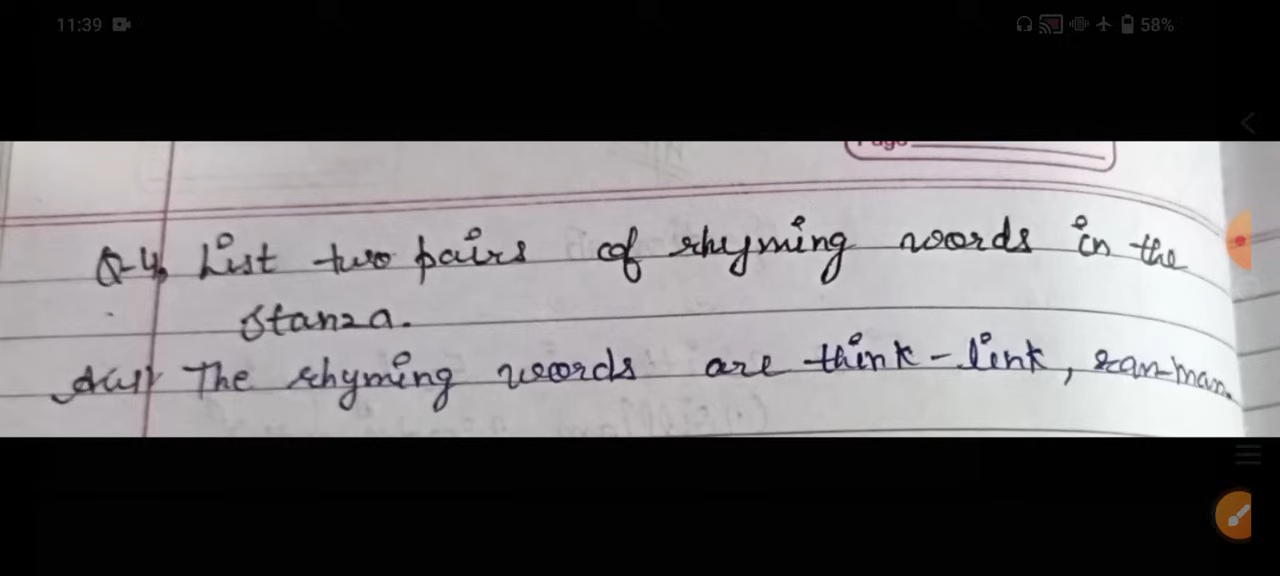 11:39
58%
Page
Q-4. List two pairs of rhyming words in the
stanza.
Ans. The rhyming words are think - link, ran-man.